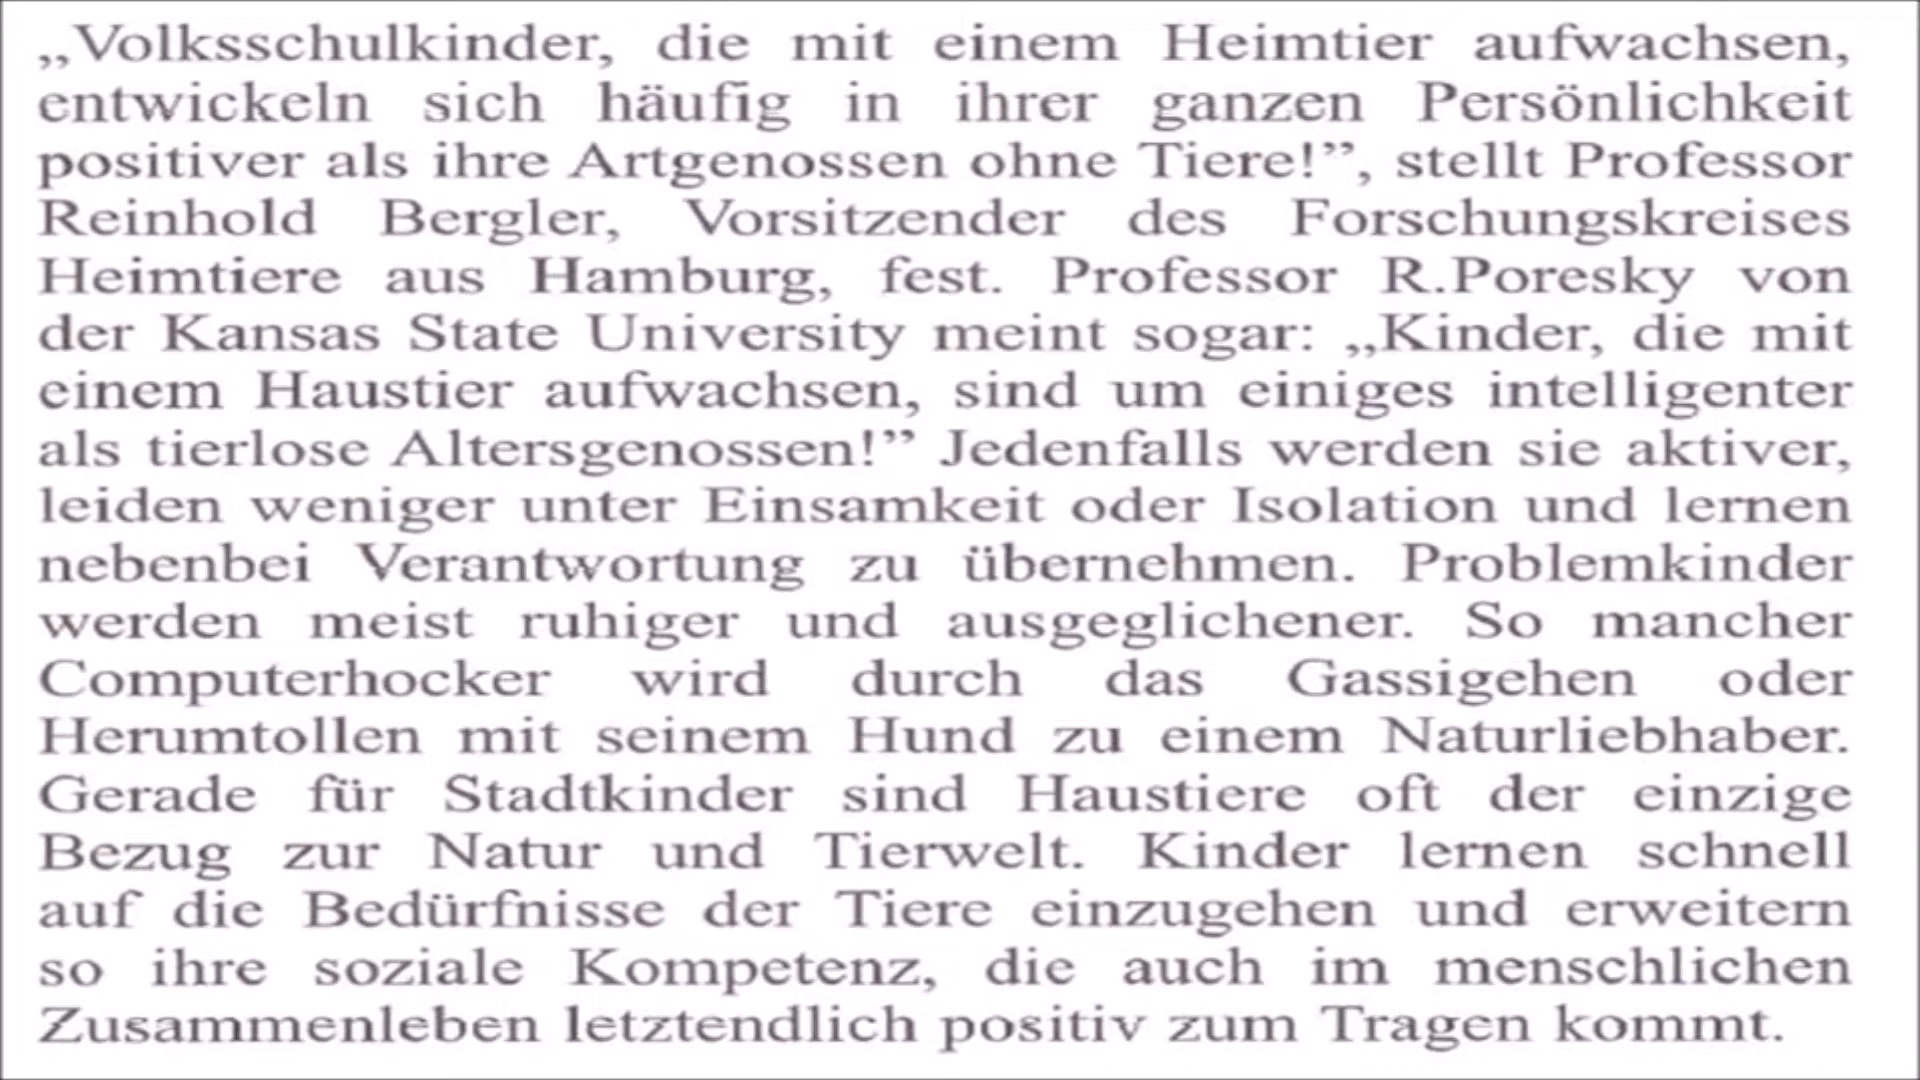 „Volksschulkinder, die mit einem Heimtier aufwachsen,
entwickeln sich häufig in ihrer ganzen Persönlichkeit
positiver als ihre Artgenossen ohne Tiere!”, stellt Professor
Reinhold Bergler, Vorsitzender des Forschungskreises
Heimtiere aus Hamburg, fest. Professor R.Poresky von
der Kansas State University meint sogar: „Kinder, die mit
einem Haustier aufwachsen, sind um einiges intelligenter
als tierlose Altersgenossen!” Jedenfalls werden sie aktiver,
leiden weniger unter Einsamkeit oder Isolation und lernen
nebenbei Verantwortung zu übernehmen. Problemkinder
werden meist ruhiger und ausgeglichener. So mancher
Computerhocker wird durch das Gassigehen oder
Herumtollen mit seinem Hund zu einem Naturliebhaber.
Gerade für Stadtkinder sind Haustiere oft der einzige
Bezug zur Natur und Tierwelt. Kinder lernen schnell
auf die Bedürfnisse der Tiere einzugehen und erweitern
so ihre soziale Kompetenz, die auch im menschlichen
Zusammenleben letztendlich positiv zum Tragen kommt.